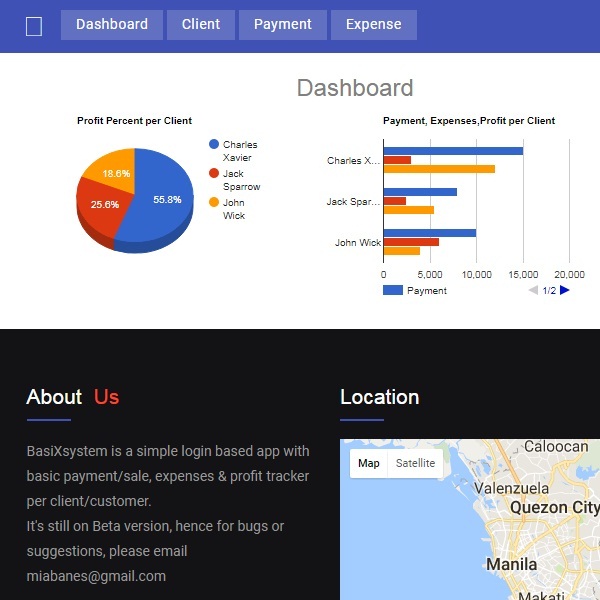 Dashboard Client Payment Expense
Dashboard
Profit Percent per Client
55.8%
25.6%
18.6%
Charles
Xavier
Jack
Sparrow
John
Wick
Payment, Expenses,Profit per Client
Charles X...
Jack Spar...
John Wick
0 5,000 10,000 15,000 20,000
Payment
1/2
About Us
BasiXsystem is a simple login based app with
basic payment/sale, expenses & profit tracker
per client/customer.
It's still on Beta version, hence for bugs or
suggestions, please email
miabanes@gmail.com
Location
Map Satellite
Caloocan
Valenzuela
Quezon City
Manila
Makati